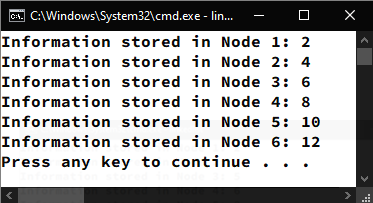 C:\Windows\System32\cmd.exe - lin...
Information stored in Node 1: 2
Information stored in Node 2: 4
Information stored in Node 3: 6
Information stored in Node 4: 8
Information stored in Node 5: 10
Information stored in Node 6: 12
Press any key to continue . . .